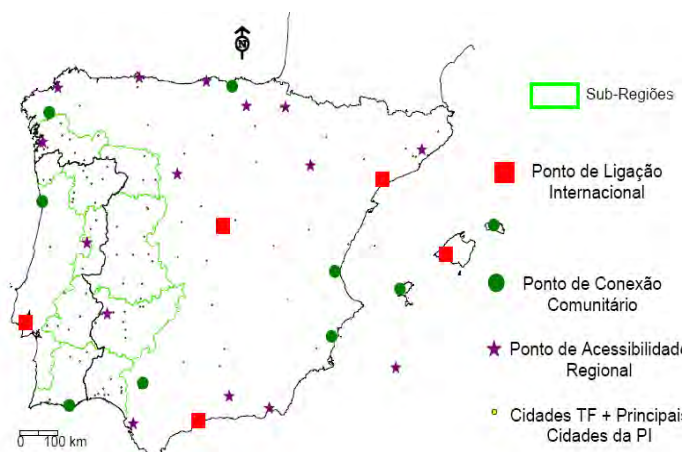 N
Sub-Regiões
Ponto de Ligação
Internacional
Ponto de Conexão
Comunitário
Ponto de Acessibilidade
Regional
Cidades TF + Principais
Cidades da PI
0 100 km